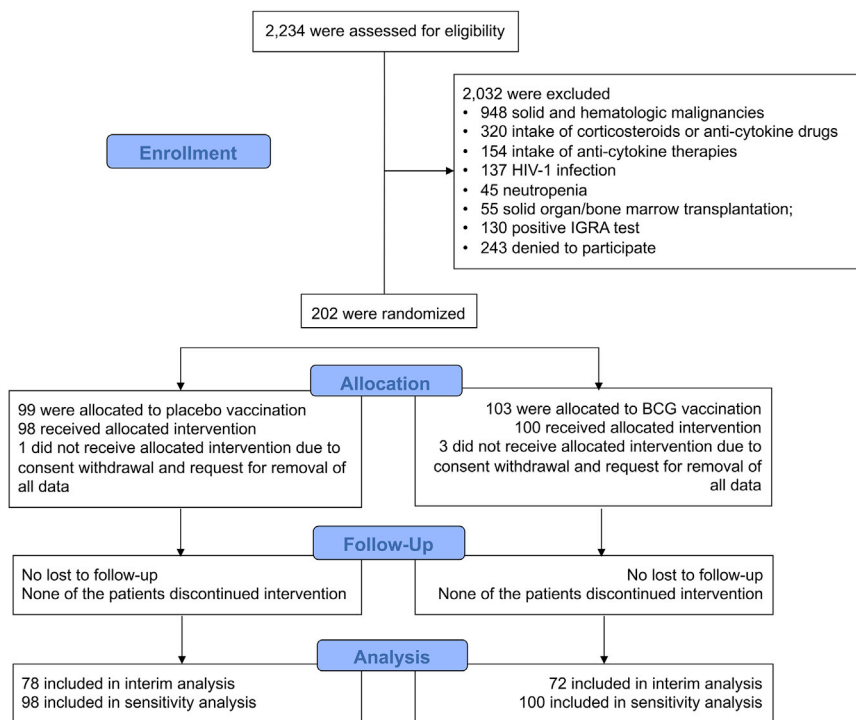 2,234 were assessed for eligibility
2,032 were excluded
• 948 solid and hematologic malignancies
• 320 intake of corticosteroids or anti-cytokine drugs
• 154 intake of anti-cytokine therapies
• 137 HIV-1 infection
• 45 neutropenia
• 55 solid organ/bone marrow transplantation;
• 130 positive IGRA test
• 243 denied to participate
Enrollment
202 were randomized
Allocation
99 were allocated to placebo vaccination
98 received allocated intervention
1 did not receive allocated intervention due to
consent withdrawal and request for removal of
all data
103 were allocated to BCG vaccination
100 received allocated intervention
3 did not receive allocated intervention due to
consent withdrawal and request for removal of
all data
Follow-Up
No lost to follow-up
None of the patients discontinued intervention
No lost to follow-up
None of the patients discontinued intervention
Analysis
78 included in interim analysis
98 included in sensitivity analysis
72 included in interim analysis
100 included in sensitivity analysis